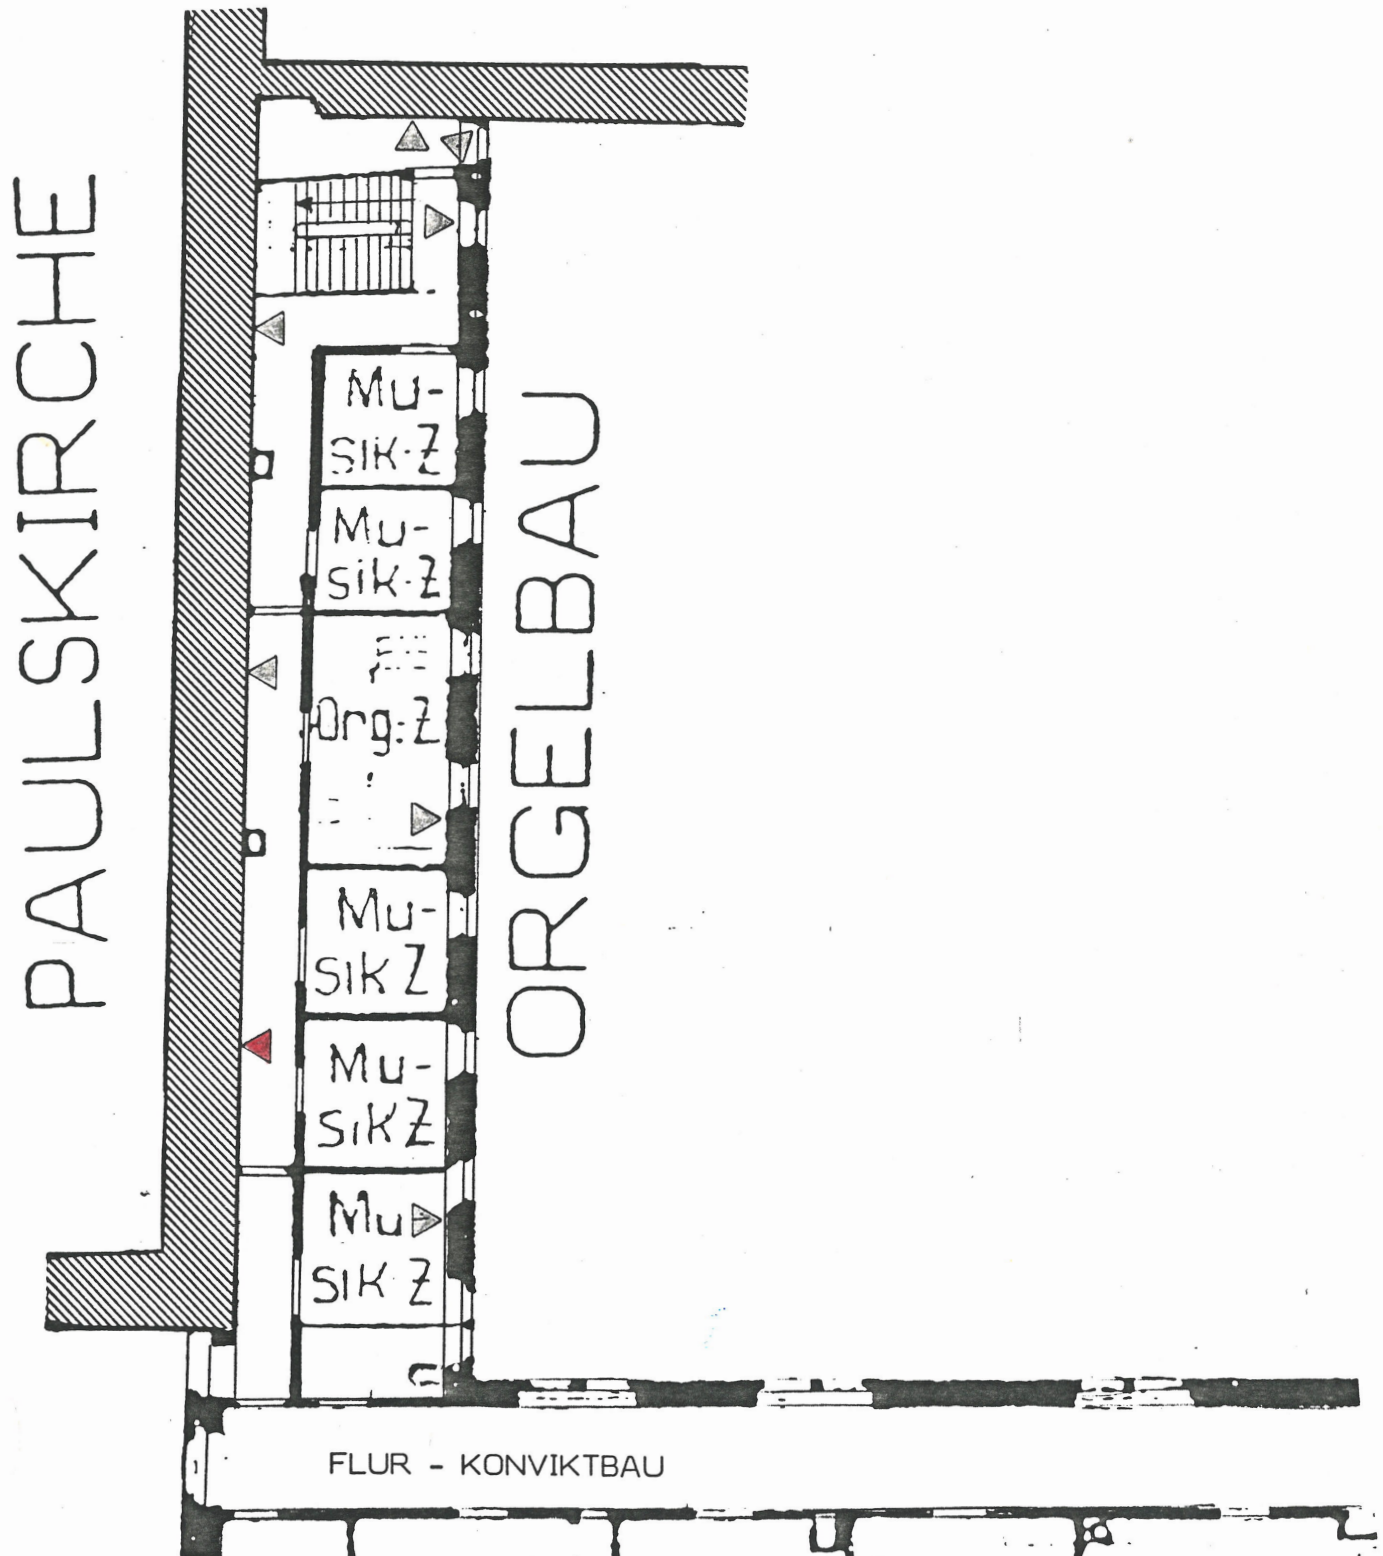 PAULSKIRCHE
ORGELBAU
Mu-
sik-Z
Mu-
sik-Z
Org.-Z
Mu-
sik Z
Mu-
sik Z
Mu
sik-Z
FLUR - KONVIKTBAU